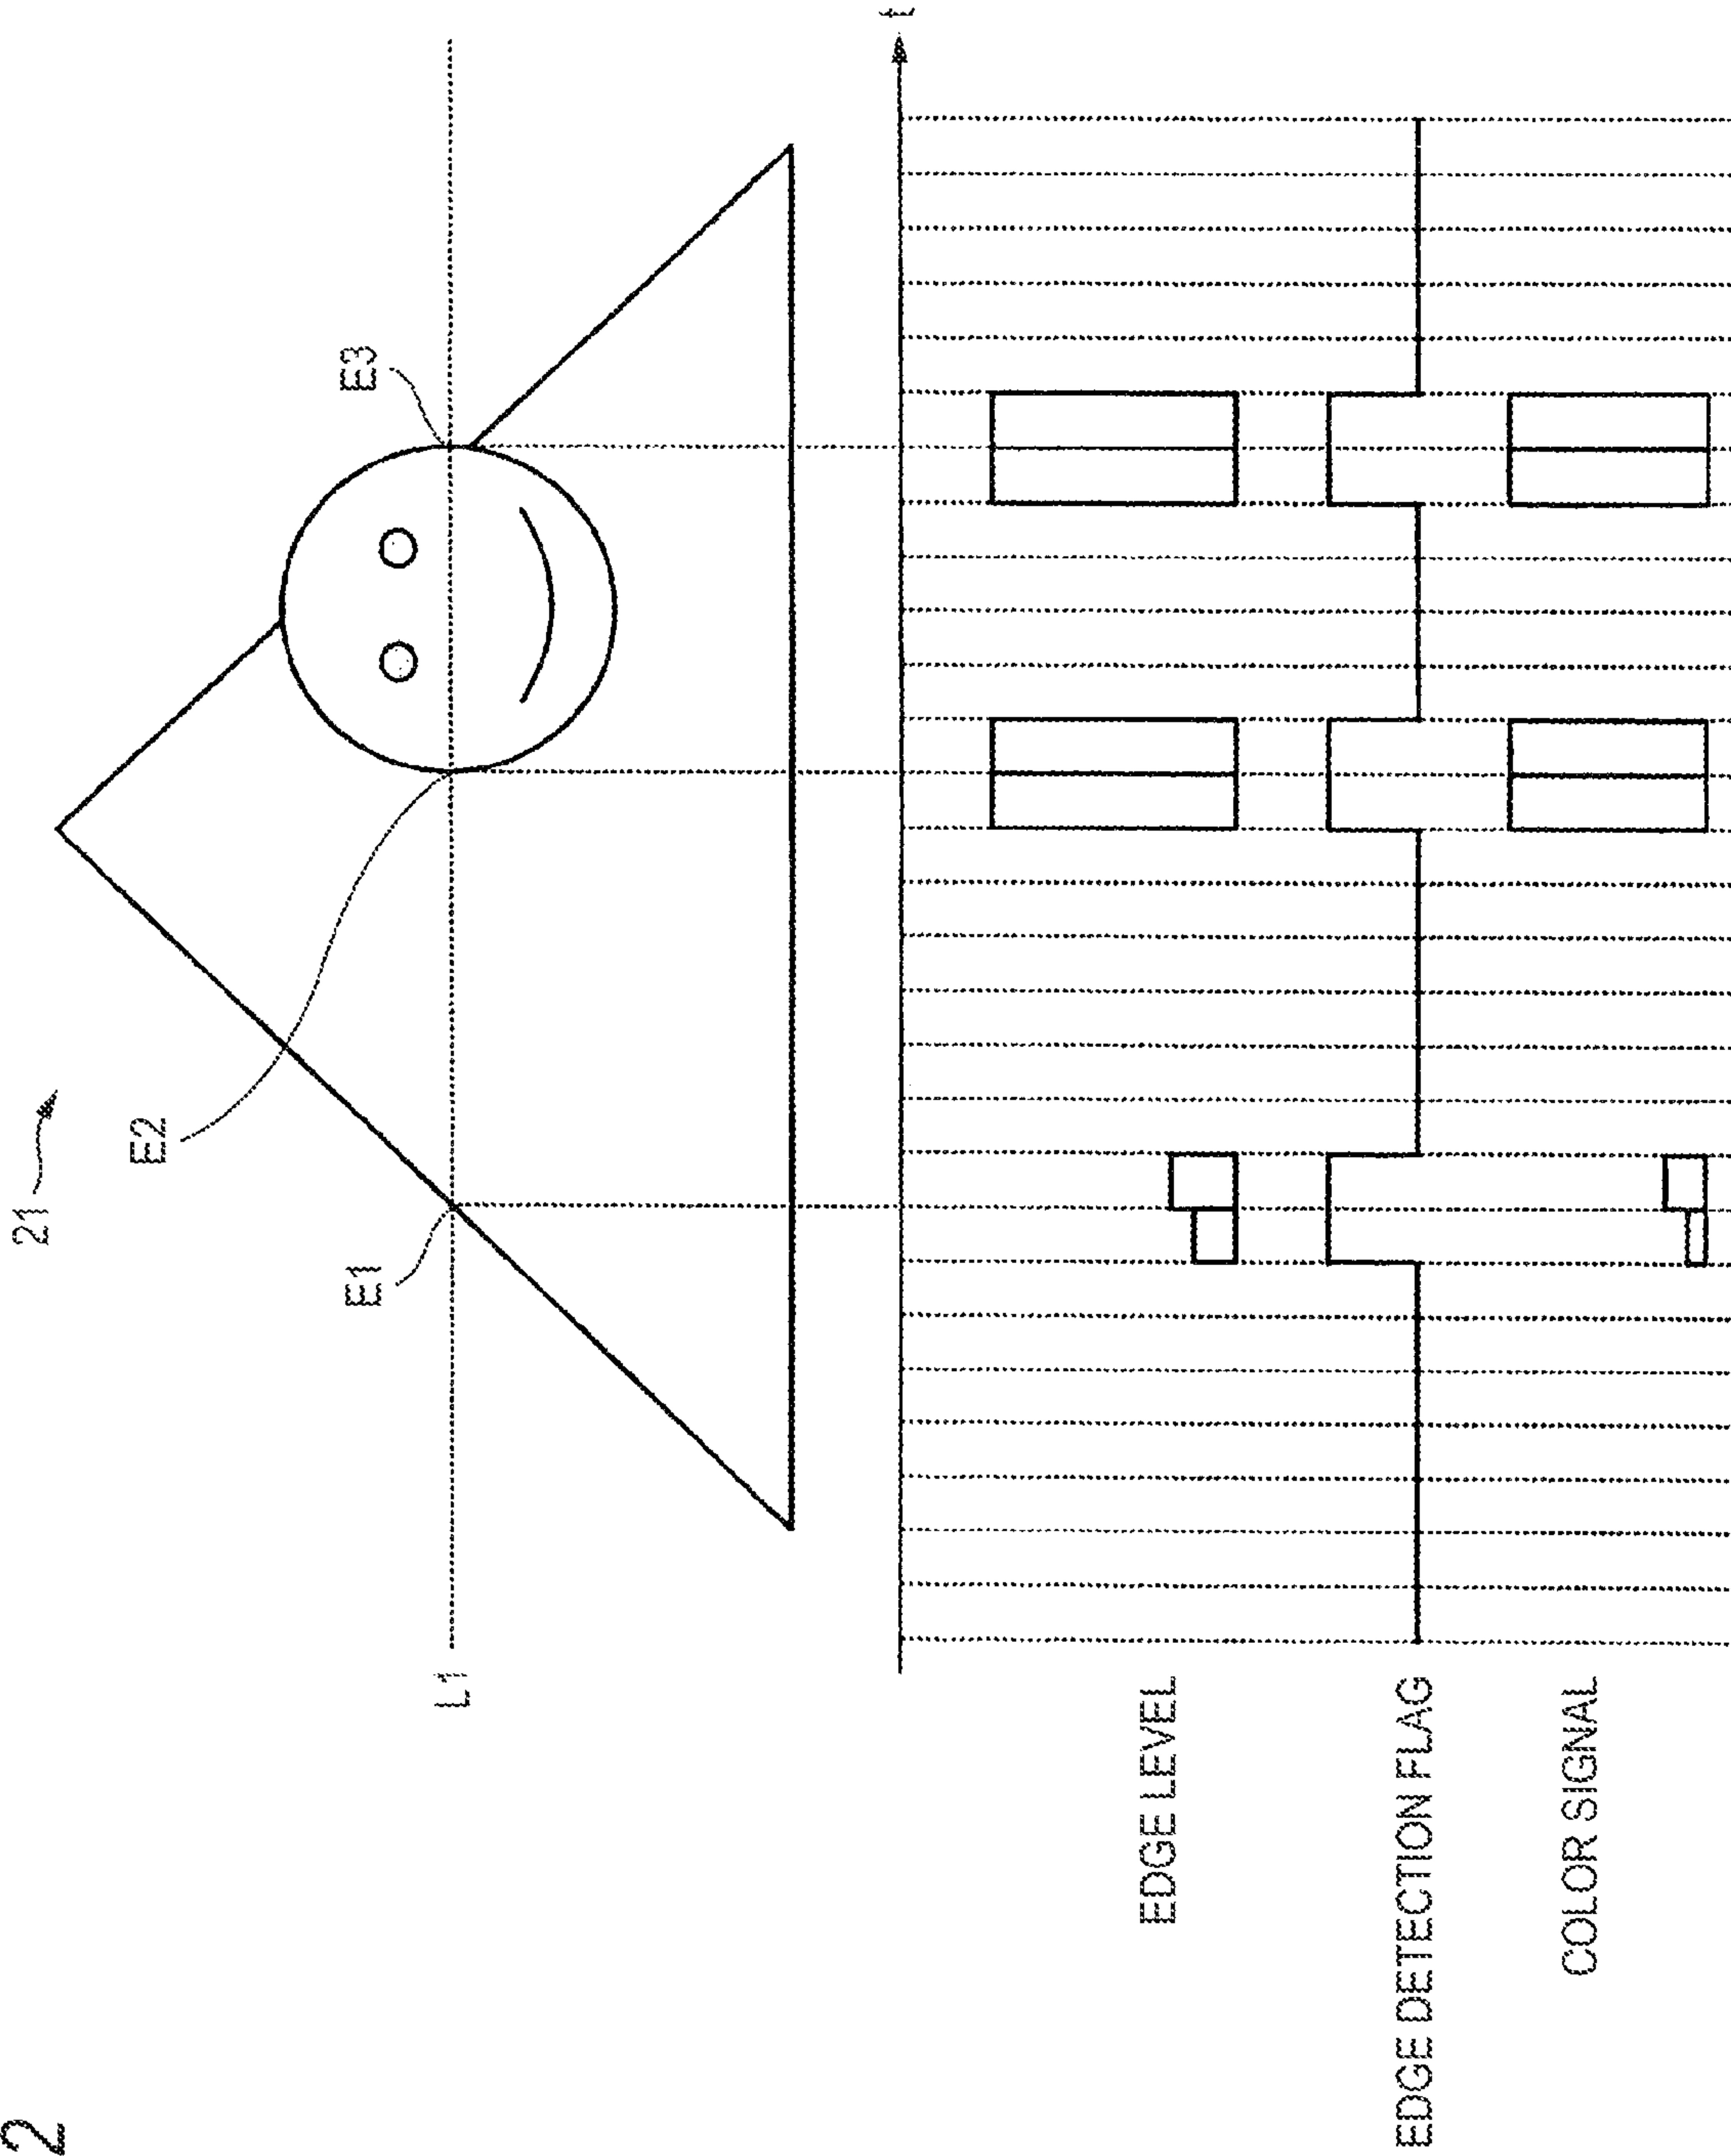 2
21
E1
E2
E3
L1
t
EDGE LEVEL
EDGE DETECTION FLAG
COLOR SIGNAL